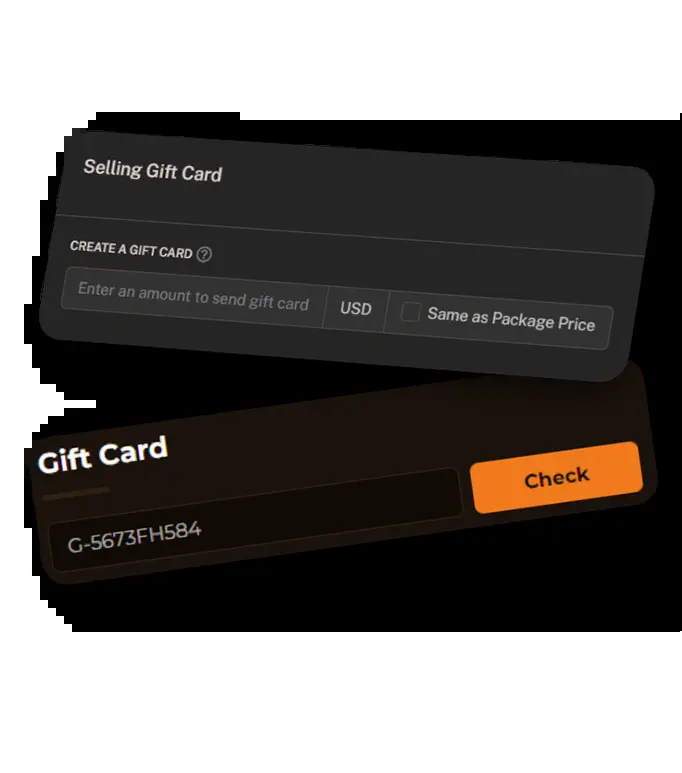 Selling Gift Card
CREATE A GIFT CARD ?
Enter an amount to send gift card USD Same as Package Price
Gift Card
G-5673FH584 Check